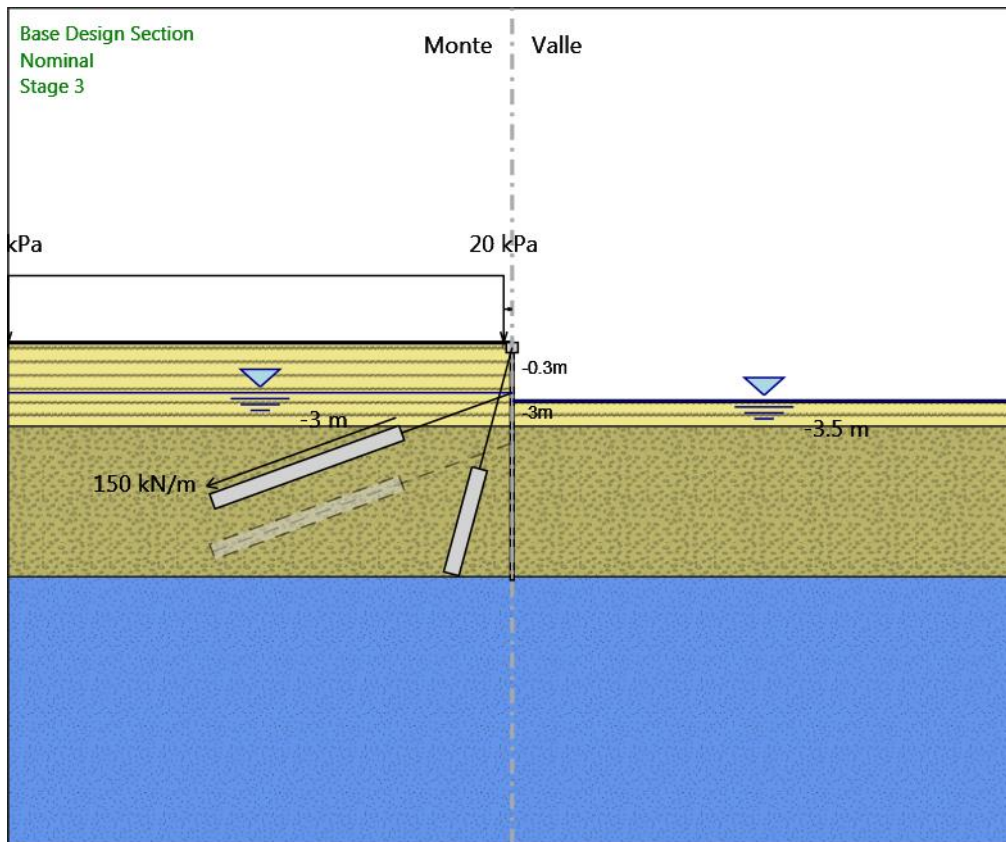 Base Design Section
Nominal
Stage 3
Monte
Valle
kPa
20 kPa
-0.3m
-3m
-3 m
-3.5 m
150 kN/m